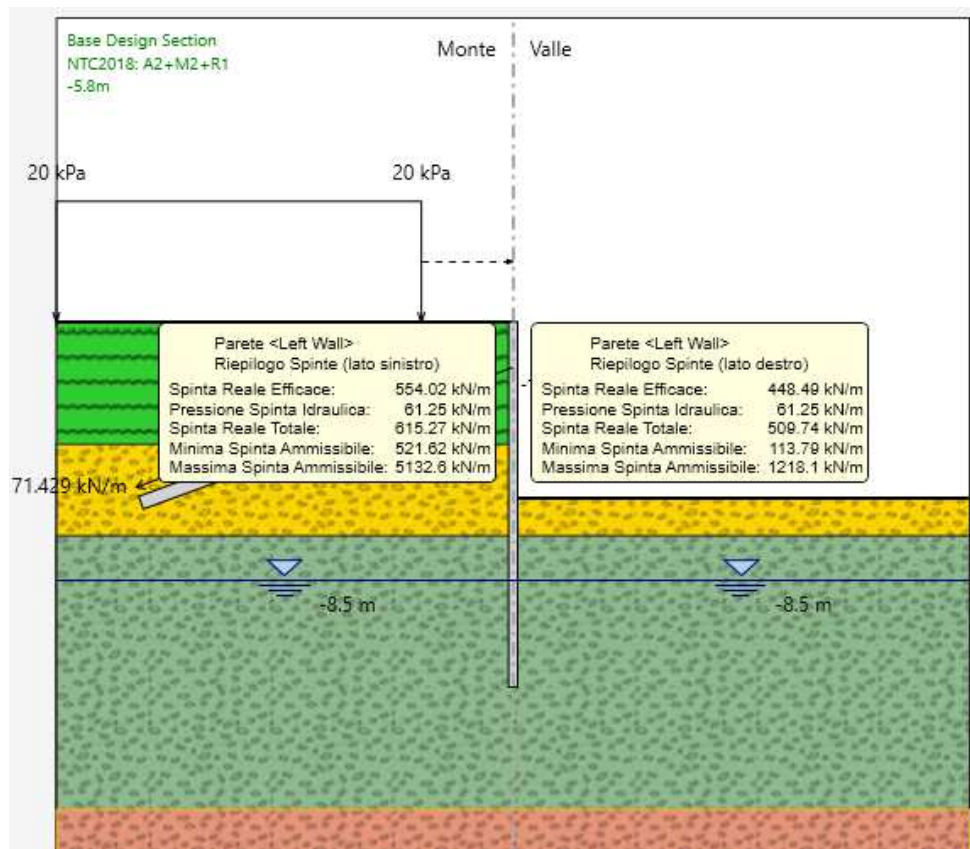 Base Design Section
NTC2018: A2+M2+R1
-5.8m
Monte
Valle
20 kPa
20 kPa
Parete <Left Wall>
Riepilogo Spinte (lato sinistro)
Spinta Reale Efficace: 554.02 kN/m
Pressione Spinta Idraulica: 61.25 kN/m
Spinta Reale Totale: 615.27 kN/m
Minima Spinta Ammissibile: 521.62 kN/m
Massima Spinta Ammissibile: 5132.6 kN/m
Parete <Left Wall>
Riepilogo Spinte (lato destro)
Spinta Reale Efficace: 448.49 kN/m
Pressione Spinta Idraulica: 61.25 kN/m
Spinta Reale Totale: 509.74 kN/m
Minima Spinta Ammissibile: 113.79 kN/m
Massima Spinta Ammissibile: 1218.1 kN/m
71.429 kN/m
-8.5 m
-8.5 m